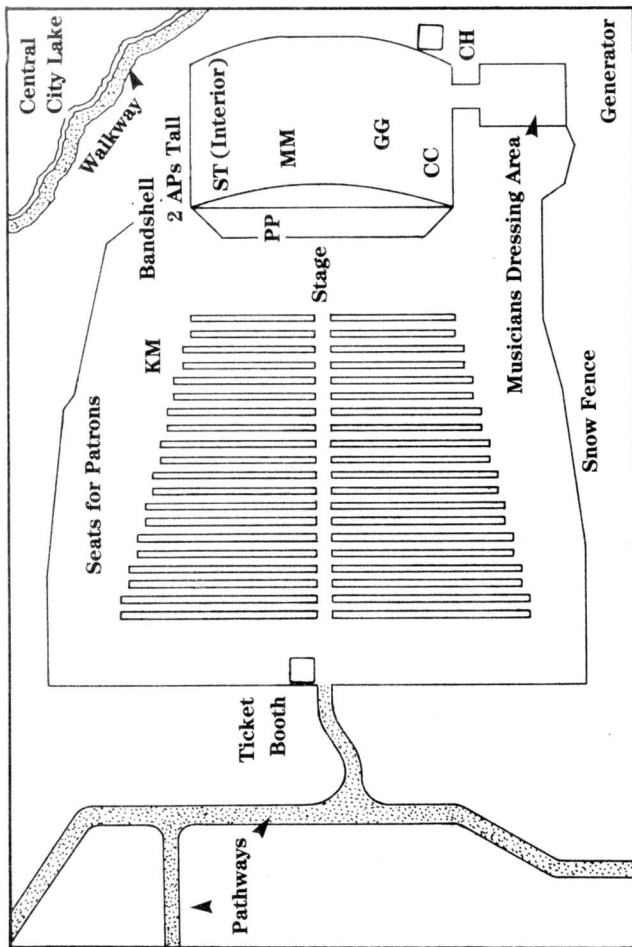 Central
City Lake
Walkway
Bandshell
2 APs Tall
ST (Interior)
MM
GG
CC
CH
PP
Stage
KM
Seats for Patrons
Musicians Dressing Area
Generator
Snow Fence
Ticket
Booth
Pathways